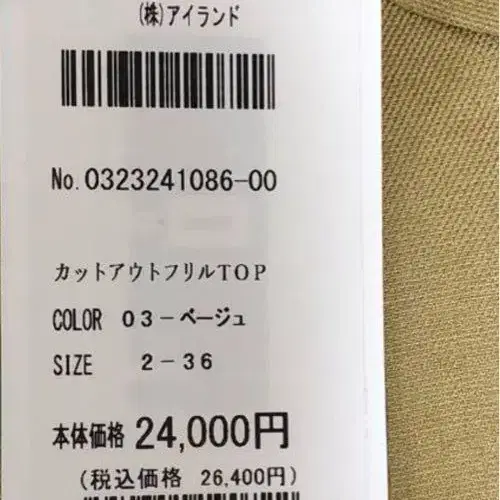 (株)アイランド
No.0323241086-00
カットアウトフリルTOP
COLOR 03-ベージュ
SIZE 2-36
本体価格 24,000円
(税込価格 26,400円)